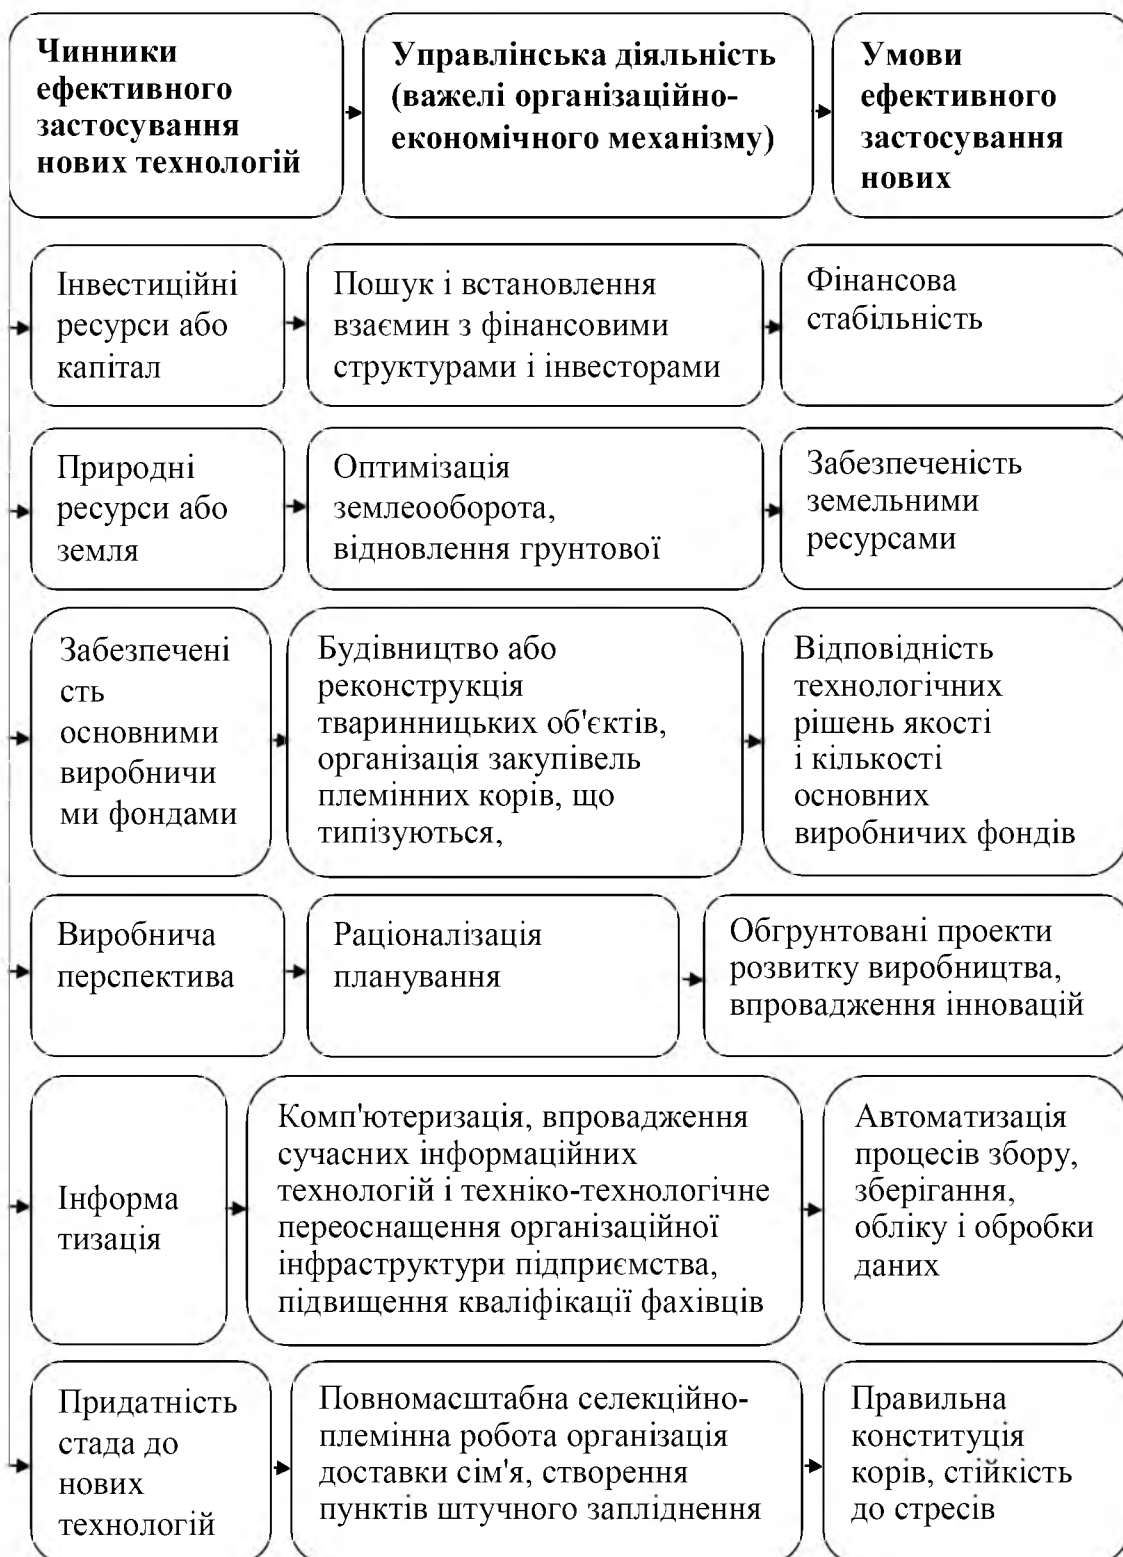 Чинники
ефективного
застосування
нових технологій
Управлінська діяльність
(важелі організаційно-
економічного механізму)
Умови
ефективного
застосування
нових
Інвестиційні
ресурси або
капітал
Пошук і встановлення
взаємин з фінансовими
структурами і інвесторами
Фінансова
стабільність
Природні
ресурси або
земля
Оптимізація
землеооборота,
відновлення грунтової
Забезпеченість
земельними
ресурсами
Забезпечені
сть
основними
виробничи
ми фондами
Будівництво або
реконструкція
тваринницьких об'єктів,
організація закупівель
племінних корів, що
типізуються,
Відповідність
технологічних
рішень якості
і кількості
основних
виробничих фондів
Виробнича
перспектива
Раціоналізація
планування
Обгрунтовані проекти
розвитку виробництва,
впровадження інновацій
Інформа
тизація
Комп'ютеризація, впровадження
сучасних інформаційних
технологій і техніко-технологічне
переоснащення організаційної
інфраструктури підприємства,
підвищення кваліфікації фахівців
Автоматизація
процесів збору,
зберігання,
обліку і обробки
даних
Придатність
стада до
нових
технологій
Повномасштабна селекційно-
племінна робота організація
доставки сім'я, створення
пунктів штучного запліднення
Правильна
конституція
корів, стійкість
до стресів